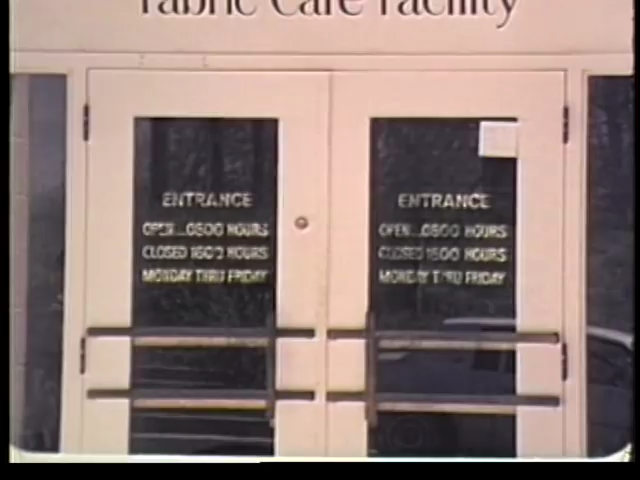 Fabric Care Facility
ENTRANCE
OPEN...0800 HOURS
CLOSED 1600 HOURS
MONDAY THRU FRIDAY
ENTRANCE
OPEN...0800 HOURS
CLOSED 1600 HOURS
MONDAY THRU FRIDAY